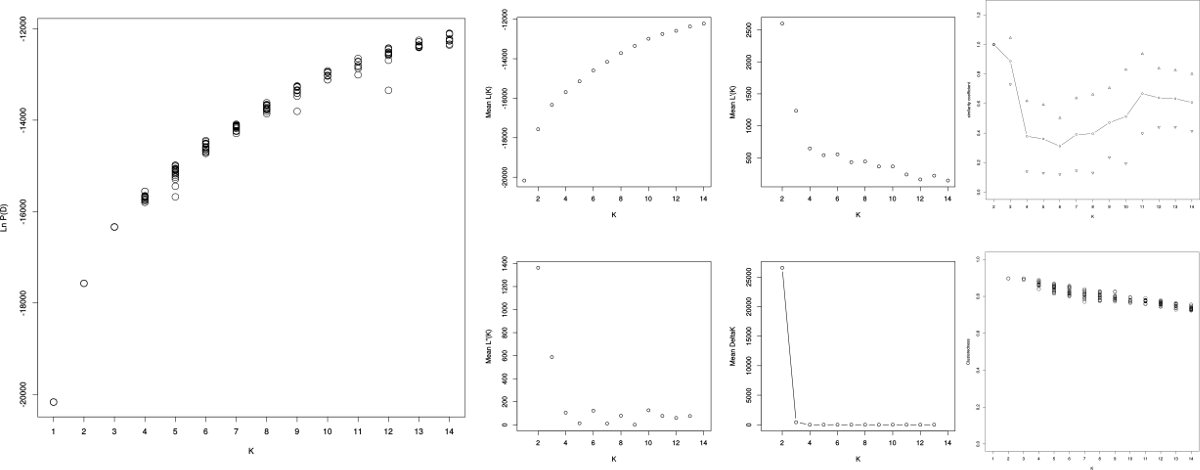 Ln P(D)
-12000
-14000
-16000
-18000
-20000
1 2 3 4 5 6 7 8 9 10 11 12 13 14
K
Mean L(K)
-12000
-14000
-16000
-18000
-20000
2 4 6 8 10 12 14
K
Mean L'(K)
2500
2000
1500
1000
500
2 4 6 8 10 12 14
K
similarity coefficient
1.2
1.0
0.8
0.6
0.4
0.2
0.0
2 3 4 5 6 7 8 9 10 11 12 13 14
K
Mean L''(K)
1400
1200
1000
800
600
400
200
0
2 4 6 8 10 12 14
K
Mean DeltaK
25000
20000
15000
10000
5000
0
2 4 6 8 10 12 14
K
Clusteredness
1.0
0.8
0.6
0.4
0.2
0.0
1 2 3 4 5 6 7 8 9 10 11 12 13 14
K